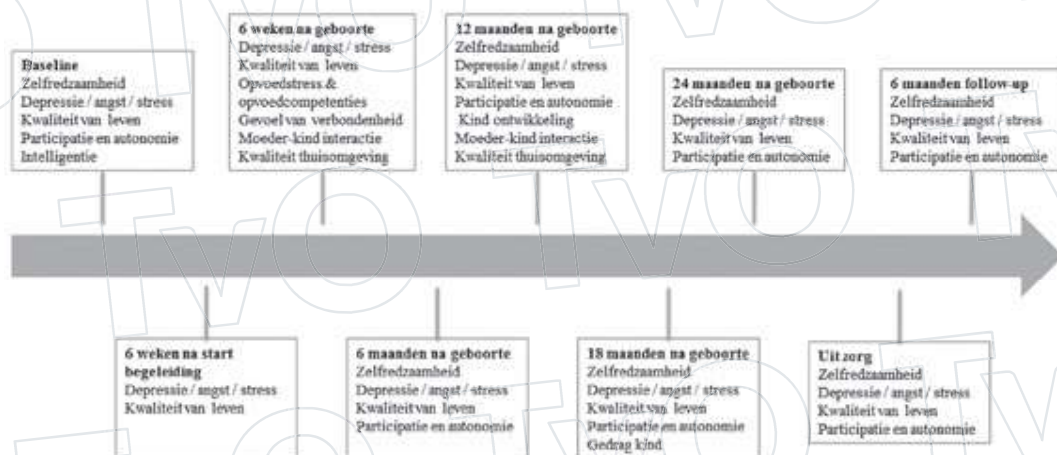 Baseline
Zelfredzaamheid
Depressie / angst / stress
Kwaliteit van leven
Participatie en autonomie
Intelligentie
6 weken na geboorte
Depressie / angst / stress
Kwaliteit van leven
Opvoedstress &
opvoedcompetenties
Gevoel van verbondenheid
Moeder-kind interactie
Kwaliteit thuisomgeving
12 maanden na geboorte
Zelfredzaamheid
Depressie / angst / stress
Kwaliteit van leven
Participatie en autonomie
Kind ontwikkeling
Moeder-kind interactie
Kwaliteit thuisomgeving
24 maanden na geboorte
Zelfredzaamheid
Depressie / angst / stress
Kwaliteit van leven
Participatie en autonomie
6 maanden follow-up
Zelfredzaamheid
Depressie / angst / stress
Kwaliteit van leven
Participatie en autonomie
TvO TvO
6 weken na start
begeleiding
Depressie / angst / stress
Kwaliteit van leven
6 maanden na geboorte
Zelfredzaamheid
Depressie / angst / stress
Kwaliteit van leven
Participatie en autonomie
18 maanden na geboorte
Zelfredzaamheid
Depressie / angst / stress
Kwaliteit van leven
Participatie en autonomie
Gedrag kind
Uit zorg
Zelfredzaamheid
Depressie / angst / stress
Kwaliteit van leven
Participatie en autonomie